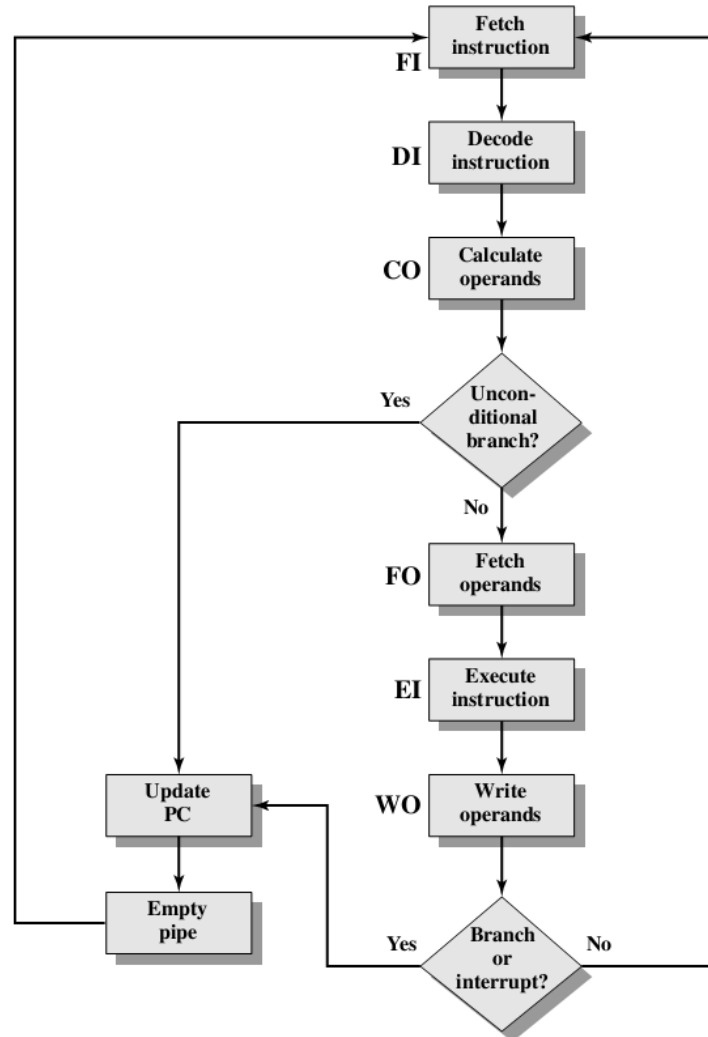 Fetch
instruction
FI
Decode
instruction
DI
Calculate
operands
CO
Yes
Uncon-
ditional
branch?
No
Fetch
operands
FO
Execute
instruction
EI
Update
PC
Write
operands
WO
Empty
pipe
Yes
Branch
or
interrupt?
No